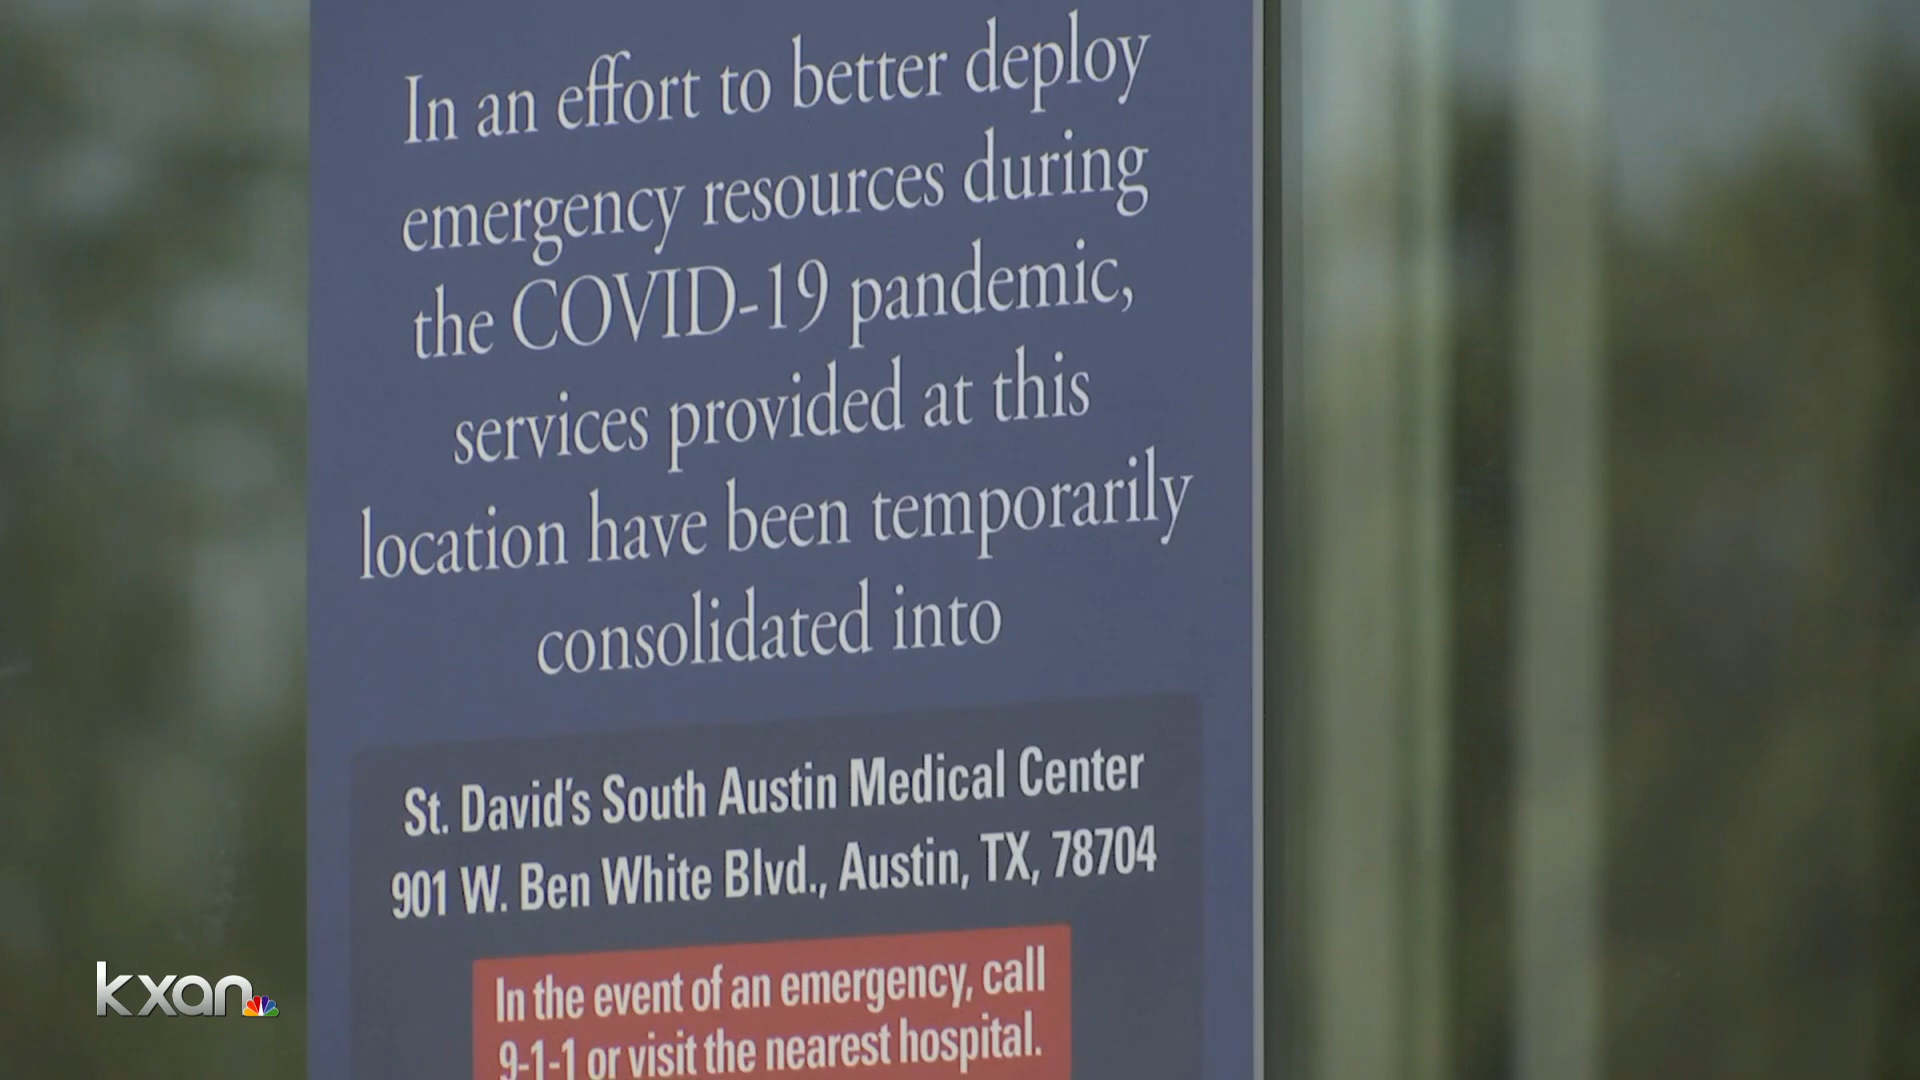 In an effort to better deploy
emergency resources during
the COVID-19 pandemic,
services provided at this
location have been temporarily
consolidated into
St. David's South Austin Medical Center
901 W. Ben White Blvd., Austin, TX, 78704
In the event of an emergency, call
9-1-1 or visit the nearest hospital.
kxan